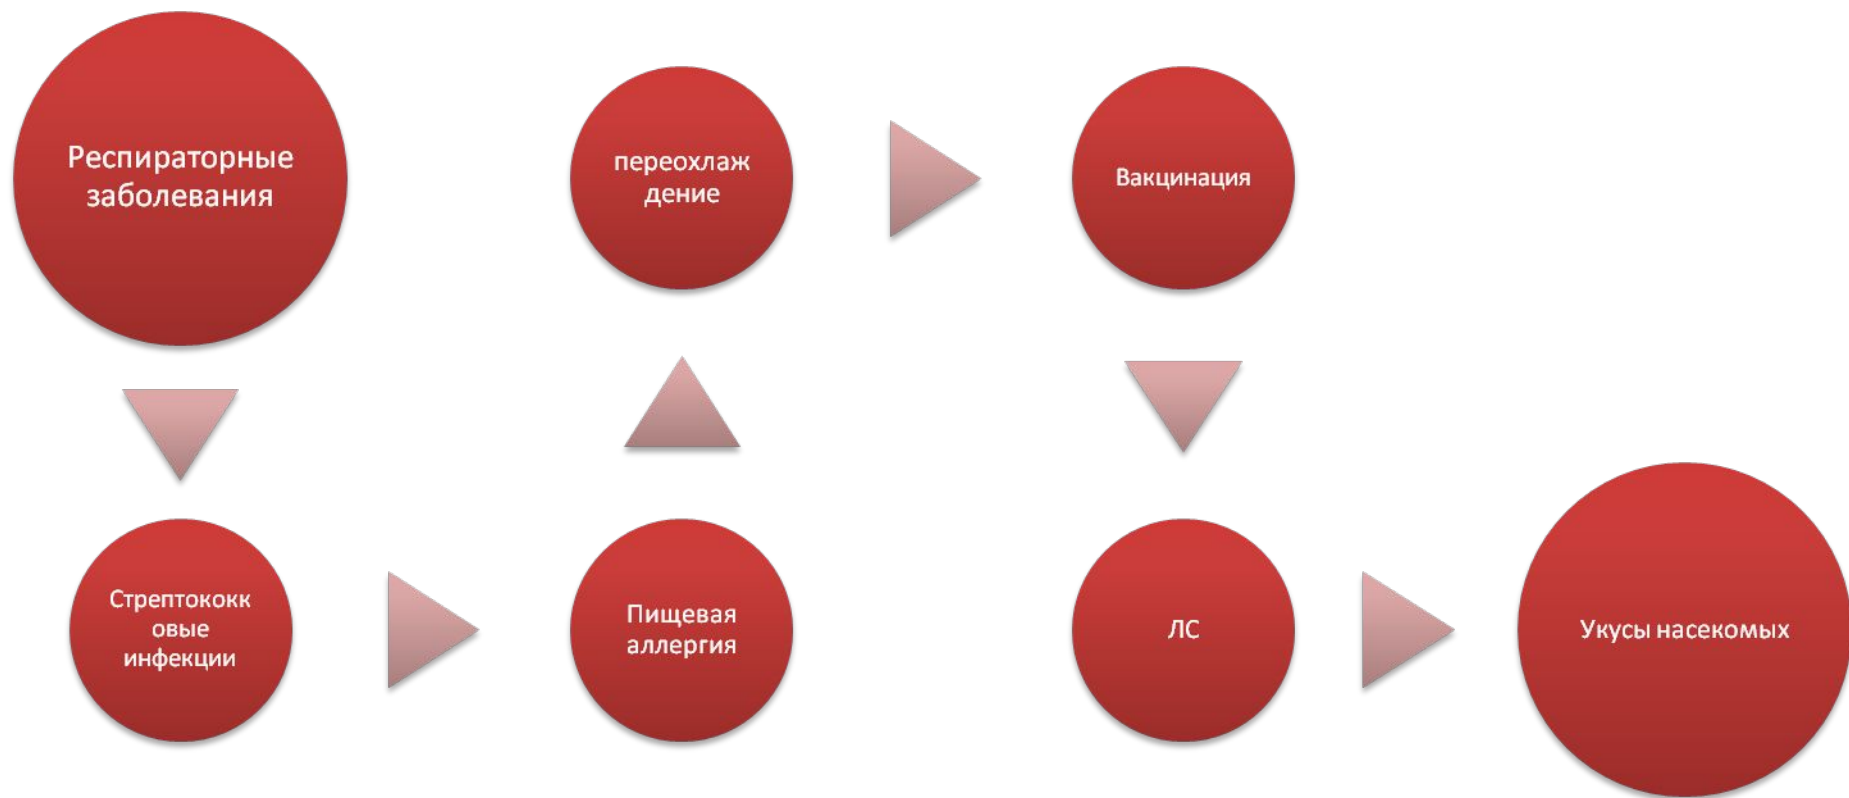 Респираторные
заболевания
Стрептококк
овые
инфекции
Пищевая
аллергия
переохлаж
дение
Вакцинация
ЛС
Укусы насекомых